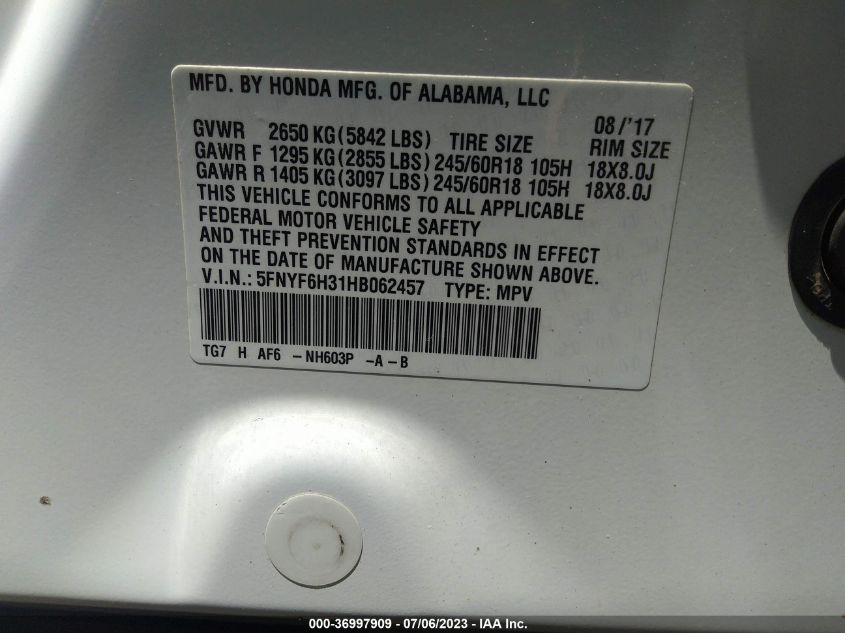 MFD. BY HONDA MFG. OF ALABAMA, LLC
08/'17
GVWR 2650 KG(5842 LBS) TIRE SIZE RIM SIZE
GAWR F 1295 KG(2855 LBS) 245/60R18 105H 18X8.0J
GAWR R 1405 KG(3097 LBS) 245/60R18 105H 18X8.0J
THIS VEHICLE CONFORMS TO ALL APPLICABLE
FEDERAL MOTOR VEHICLE SAFETY
AND THEFT PREVENTION STANDARDS IN EFFECT
ON THE DATE OF MANUFACTURE SHOWN ABOVE.
V.I.N.: 5FNYF6H31HB062457 TYPE: MPV
TG7 H AF6 - NH603P - A - B
000-36997909 - 07/06/2023 - IAA Inc.